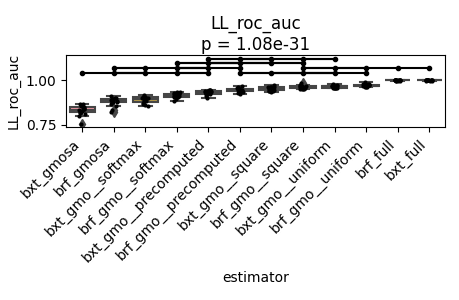 LL_roc_auc
p = 1.08e-31
LL_roc_auc
1.00
0.75
bxt_gmosa
brf_gmosa
bxt_gmo__softmax
brf_gmo__softmax
bxt_gmo__precomputed
brf_gmo__precomputed
bxt_gmo__square
brf_gmo__square
bxt_gmo__uniform
brf_gmo__uniform
brf_full
bxt_full
estimator